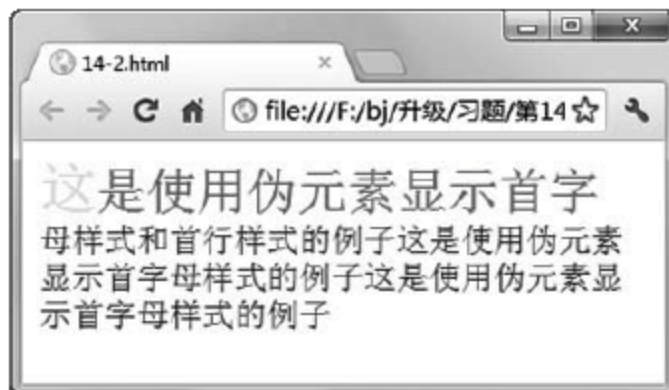 14-2.html
file:///F:/bj/升级/习题/第14
这是使用伪元素显示首字
母样式和首行样式的例子这是使用伪元素
显示首字母样式的例子这是使用伪元素显
示首字母样式的例子